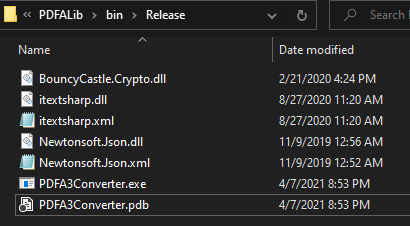 PDFALib > bin > Release
Search
Name Date modified
BouncyCastle.Crypto.dll 2/21/2020 4:24 PM
itextsharp.dll 8/27/2020 11:20 AM
itextsharp.xml 8/27/2020 11:20 AM
Newtonsoft.Json.dll 11/9/2019 12:56 AM
Newtonsoft.Json.xml 11/9/2019 12:52 AM
PDFA3Converter.exe 4/7/2021 8:53 PM
PDFA3Converter.pdb 4/7/2021 8:53 PM